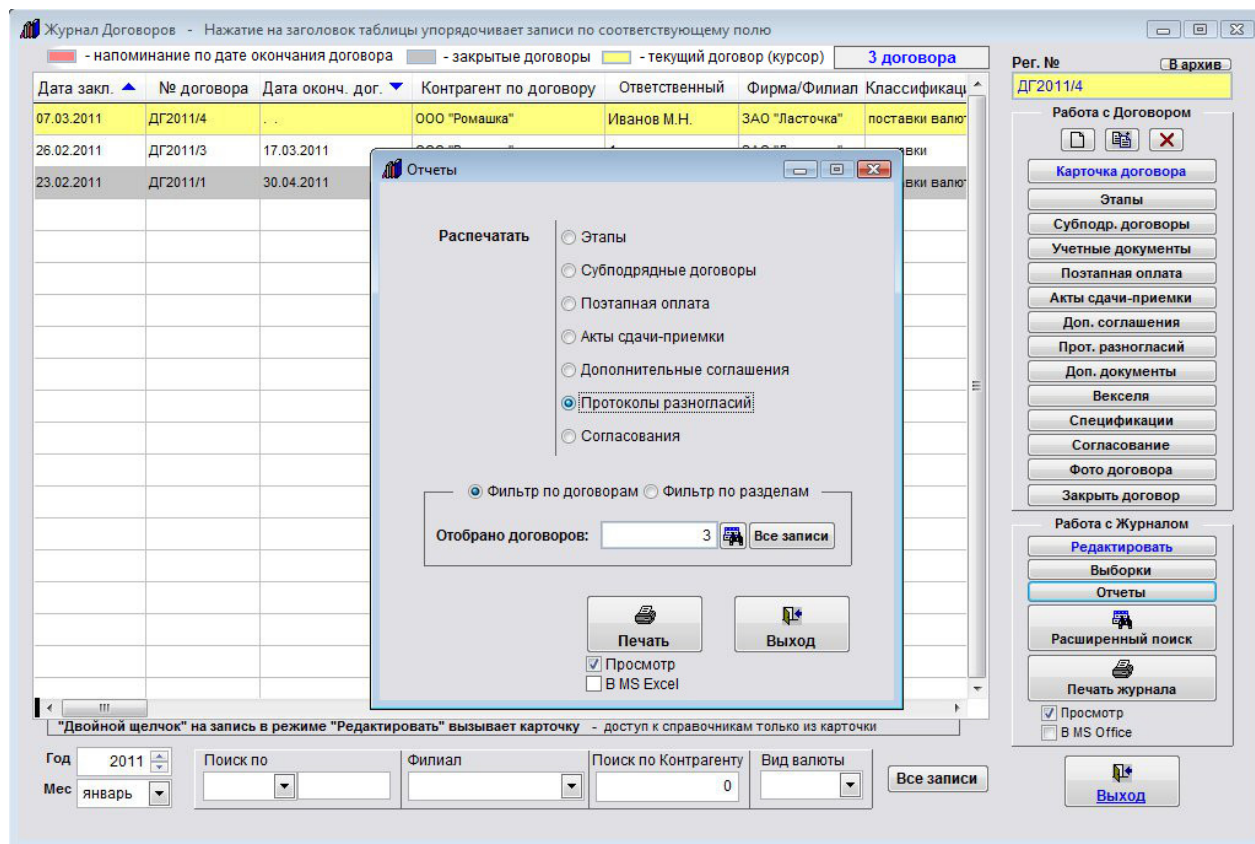 Журнал Договоров - Нажатие на заголовок таблицы упорядочивает записи по соответствующему полю
- напоминание по дате окончания договора - закрытые договоры - текущий договор (курсор) 3 договора
Дата закл. № договора Дата оконч. дог. Контрагент по договору Ответственный Фирма/Филиал Классификаци
07.03.2011 ДГ2011/4 . . ООО "Ромашка" Иванов М.Н. ЗАО "Ласточка" поставки валют
26.02.2011 ДГ2011/3 17.03.2011
23.02.2011 ДГ2011/1 30.04.2011
Отчеты
Распечатать
Этапы
Субподрядные договоры
Поэтапная оплата
Акты сдачи-приемки
Дополнительные соглашения
Протоколы разногласий
Согласования
Фильтр по договорам Фильтр по разделам
Отобрано договоров: 3 Все записи
Печать Выход
Просмотр
В MS Excel
"Двойной щелчок" на запись в режиме "Редактировать" вызывает карточку - доступ к справочникам только из карточки
Год 2011 Поиск по Филиал Поиск по Контрагенту Вид валюты
Мес январь 0 Все записи
Рег. № В архив
ДГ2011/4
Работа с Договором
Карточка договора
Этапы
Субподр. договоры
Учетные документы
Поэтапная оплата
Акты сдачи-приемки
Доп. соглашения
Прот. разногласий
Доп. документы
Векселя
Спецификации
Согласование
Фото договора
Закрыть договор
Работа с Журналом
Редактировать
Выборки
Отчеты
Расширенный поиск
Печать журнала
Просмотр
В MS Office
Выход